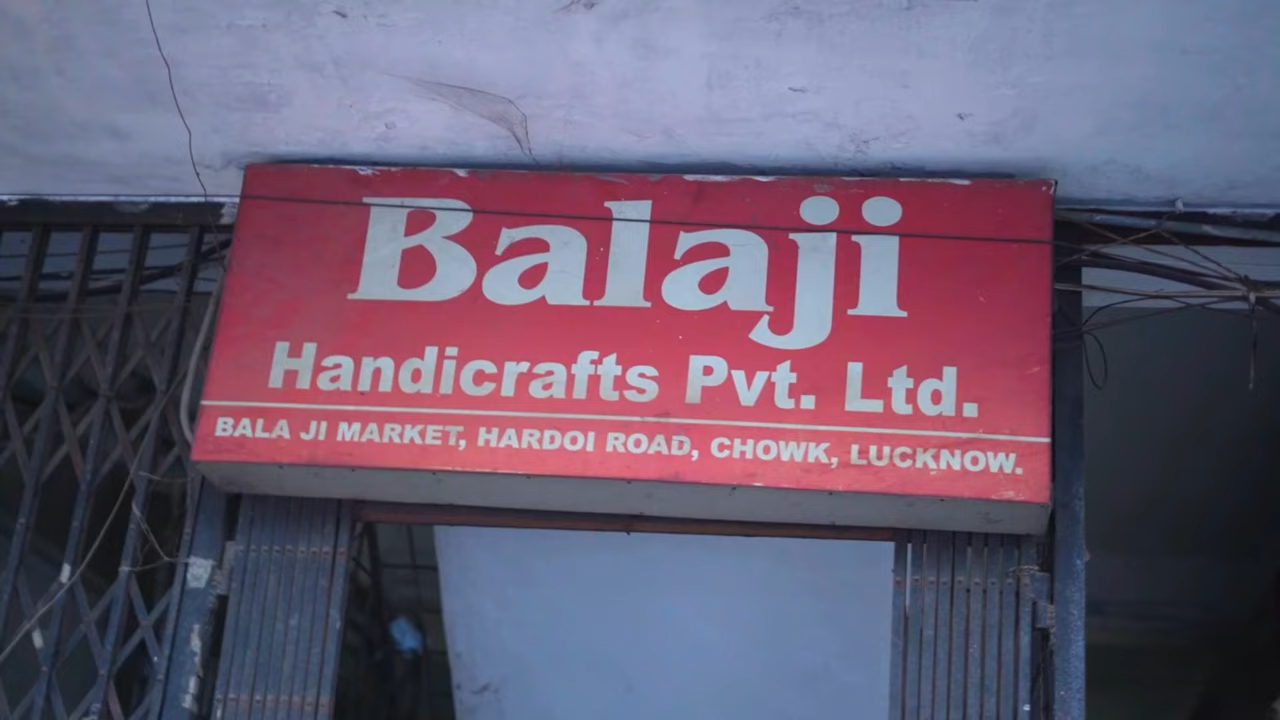 Balaji
Handicrafts Pvt. Ltd.
BALA JI MARKET, HARDOI ROAD, CHOWK, LUCKNOW.